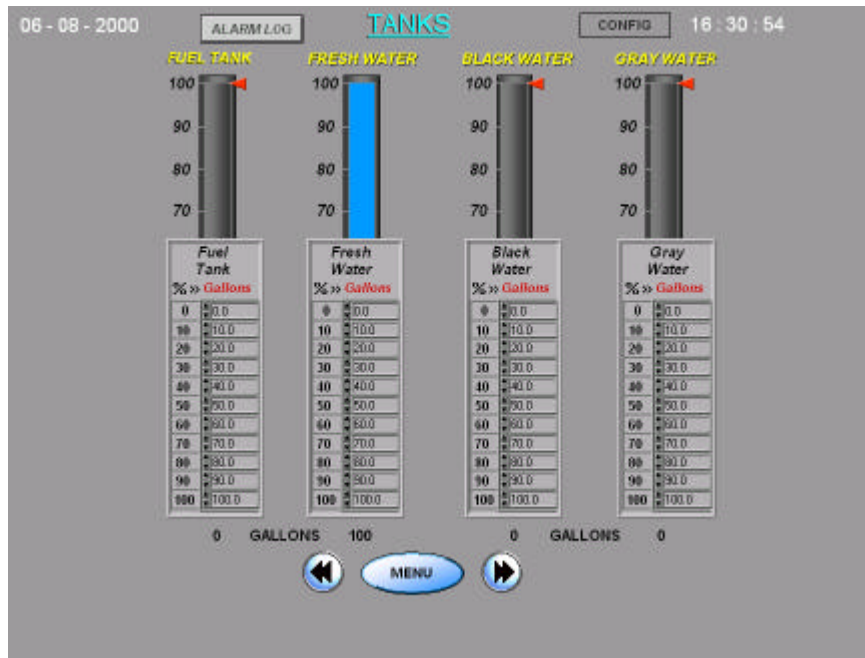 06 - 08 - 2000 ALARM LOG TANKS CONFIG 16 : 30 : 54
FUEL TANK FRESH WATER BLACK WATER GRAY WATER
100 100 100 100
90 90 90 90
80 80 80 80
70 70 70 70
Fuel Fresh Black Gray
Tank Water Water Water
% » Gallons % » Gallons % » Gallons % » Gallons
0 0.0 0 0.0 0 0.0 0 0.0
10 10.0 10 10.0 10 10.0 10 10.0
20 20.0 20 20.0 20 20.0 20 20.0
30 30.0 30 30.0 30 30.0 30 30.0
40 40.0 40 40.0 40 40.0 40 40.0
50 50.0 50 50.0 50 50.0 50 50.0
60 60.0 60 60.0 60 60.0 60 60.0
70 70.0 70 70.0 70 70.0 70 70.0
80 80.0 80 80.0 80 80.0 80 80.0
90 90.0 90 90.0 90 90.0 90 90.0
100 100.0 100 100.0 100 100.0 100 100.0
0 GALLONS 100 0 GALLONS 0
MENU